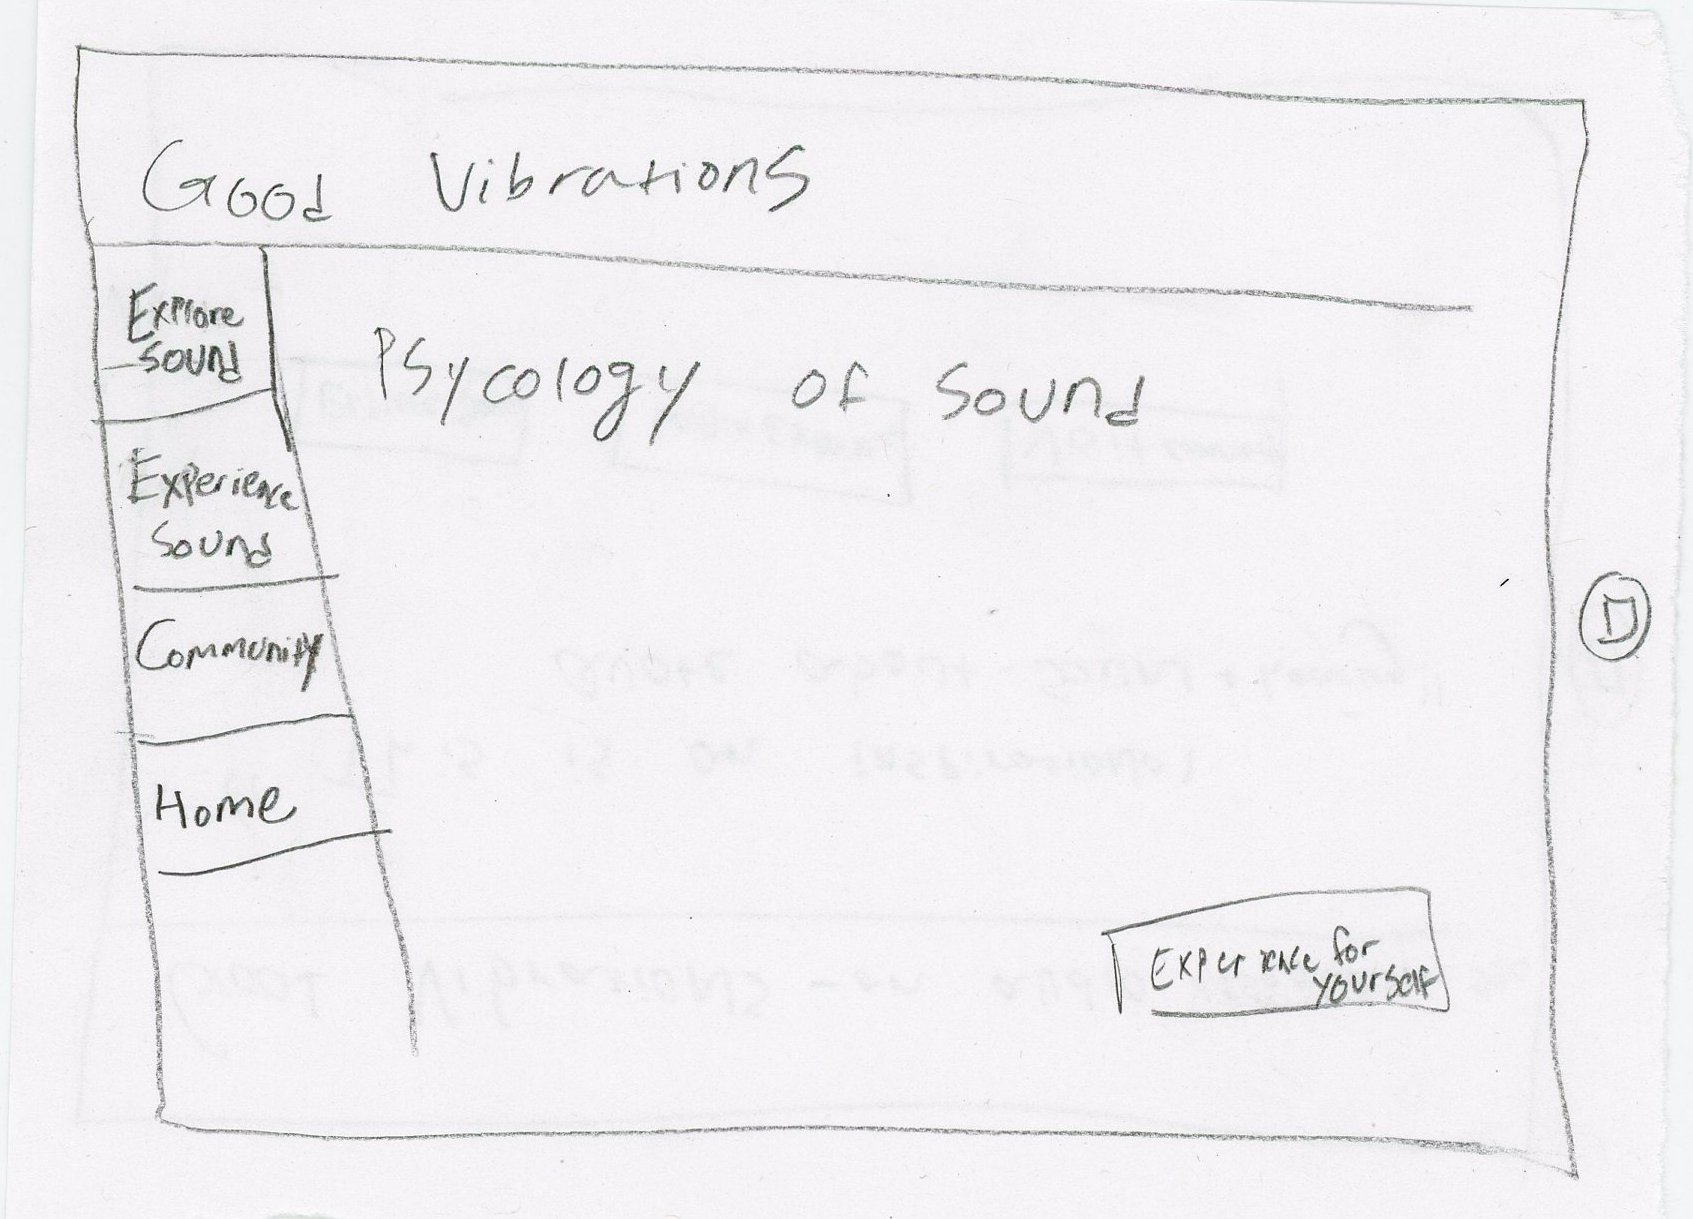 Good Vibrations
Explore
Sound
Psycology of Sound
Experience
Sound
Community
Home
Experience for
yourself